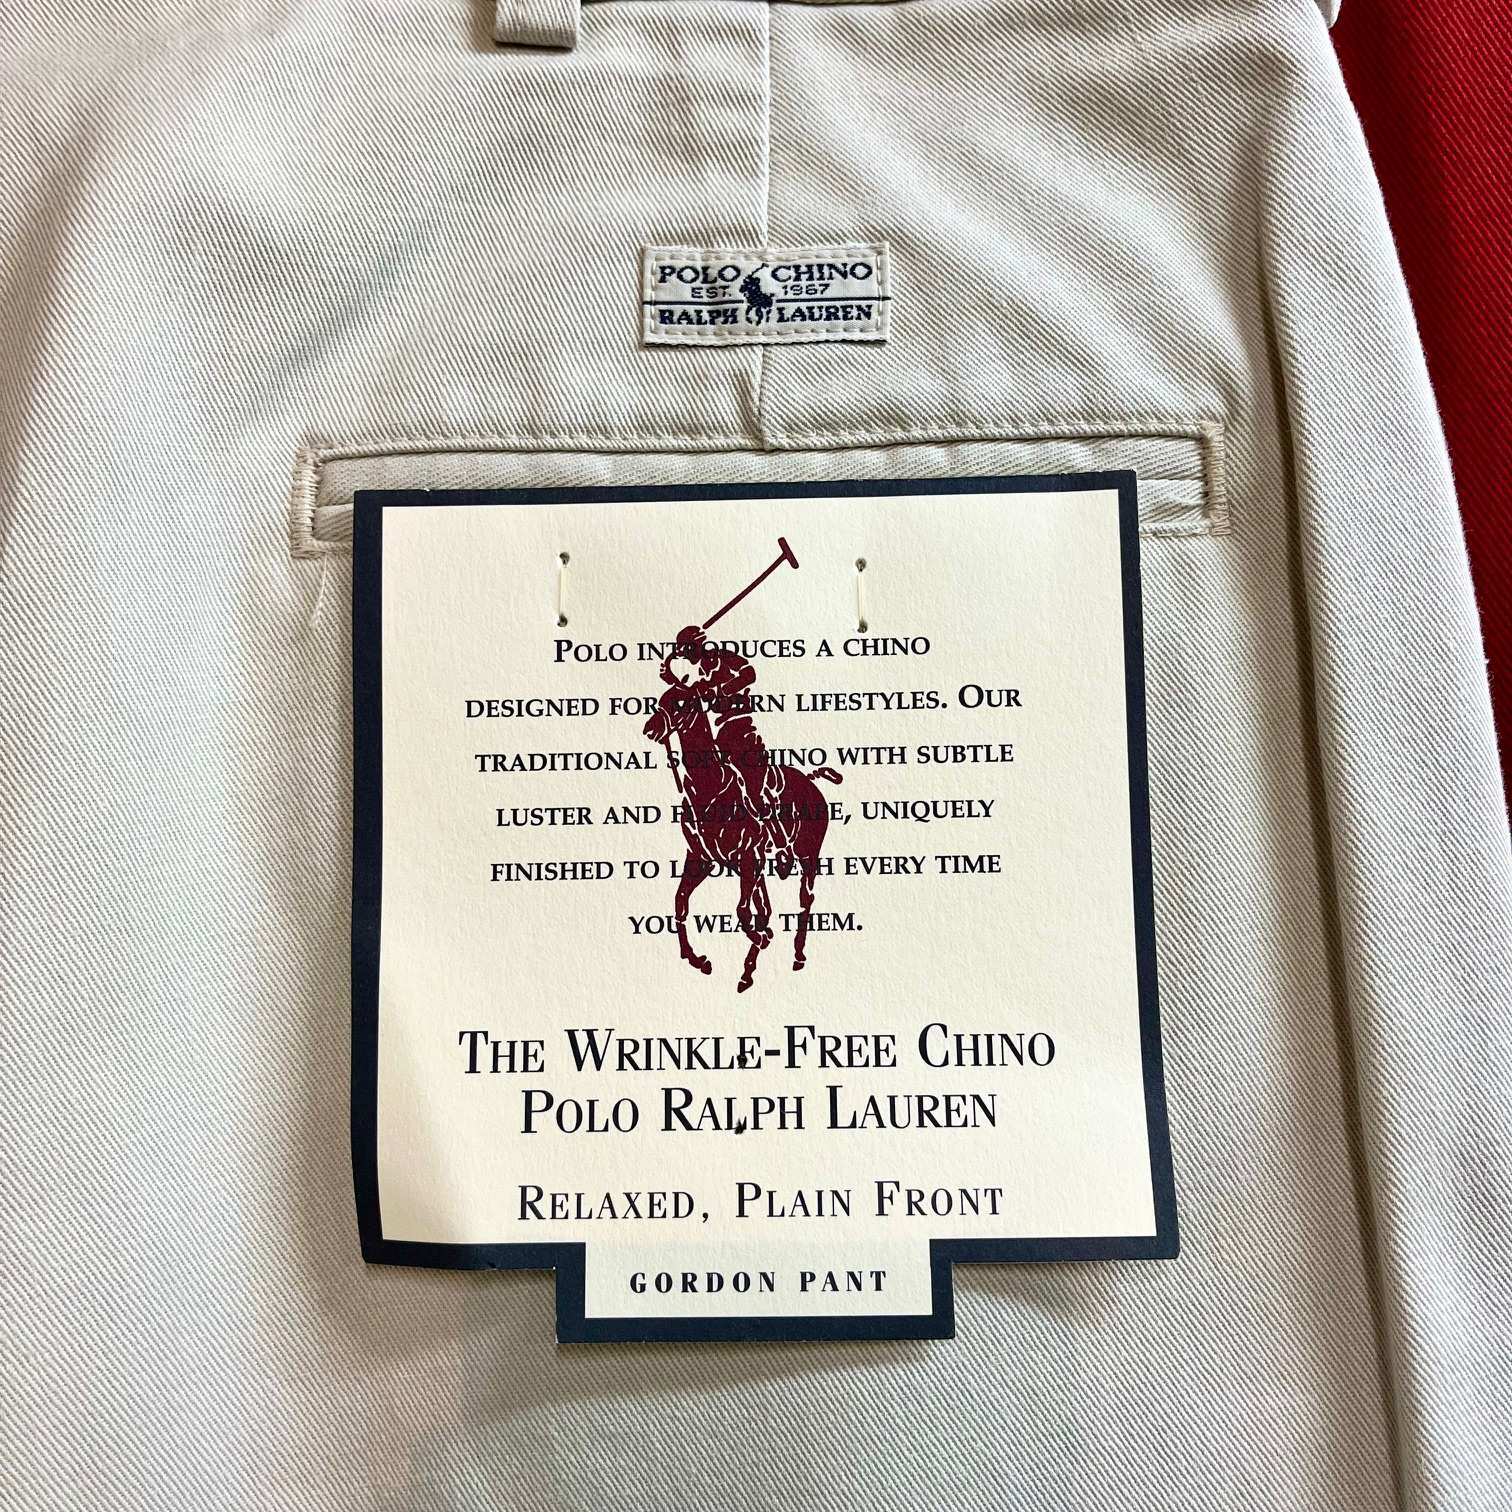 POLO CHINO
EST. 1967
RALPH LAUREN
POLO INTRODUCES A CHINO
DESIGNED FOR MODERN LIFESTYLES. OUR
TRADITIONAL SOFT CHINO WITH SUBTLE
LUSTER AND FLUID DRAPE, UNIQUELY
FINISHED TO LOOK FRESH EVERY TIME
YOU WEAR THEM.
THE WRINKLE-FREE CHINO
POLO RALPH LAUREN
RELAXED, PLAIN FRONT
GORDON PANT